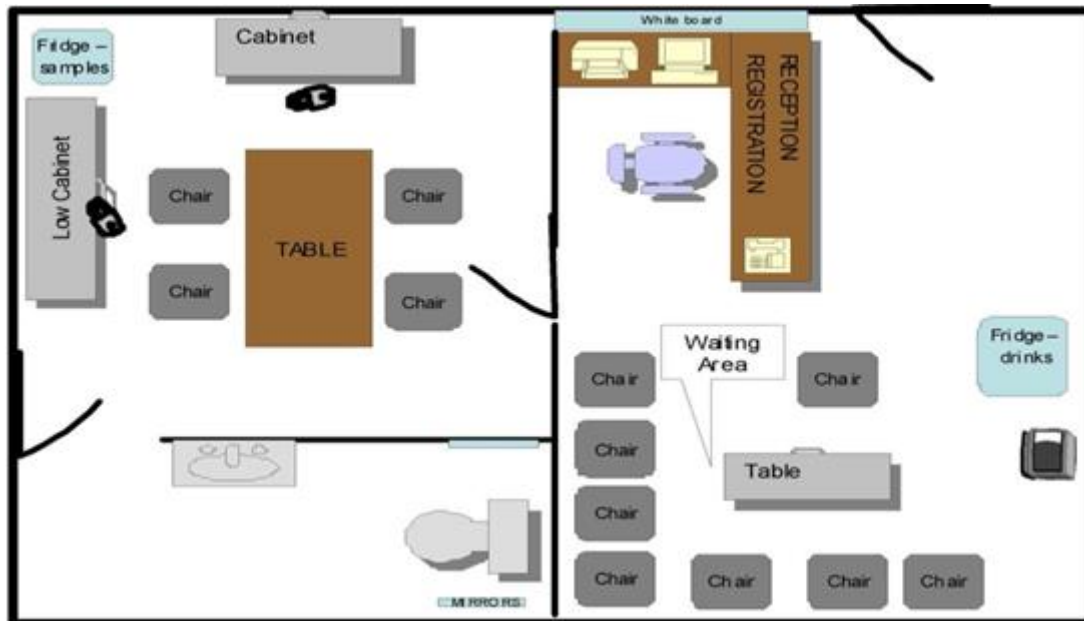 White board
Cabinet
Fridge –
samples
RECEPTION
REGISTRATION
Low Cabinet
Chair
Chair
TABLE
Chair
Chair
Waiting
Area
Fridge –
drinks
Chair
Chair
Chair
Table
Chair
Chair
Chair
Chair
Chair
MIRRORS